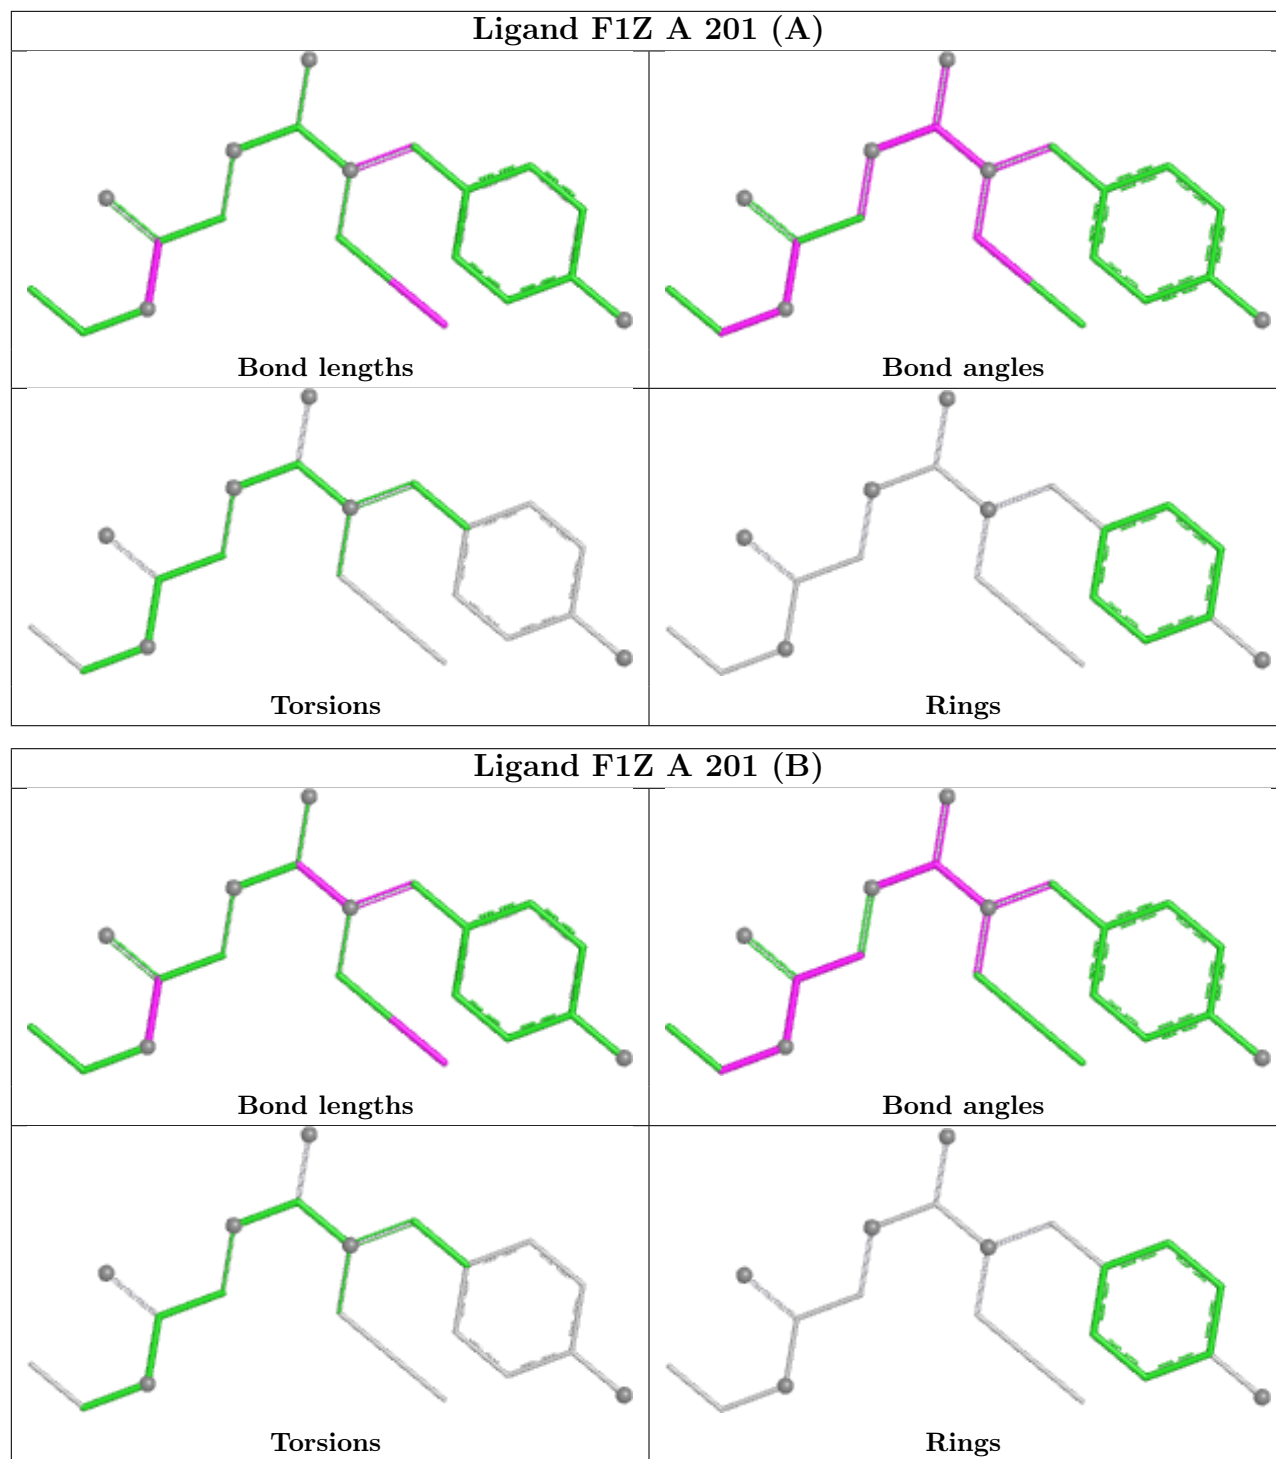 Ligand F1Z A 201 (A)
Bond lengths
Bond angles
Torsions
Rings
Ligand F1Z A 201 (B)
Bond lengths
Bond angles
Torsions
Rings